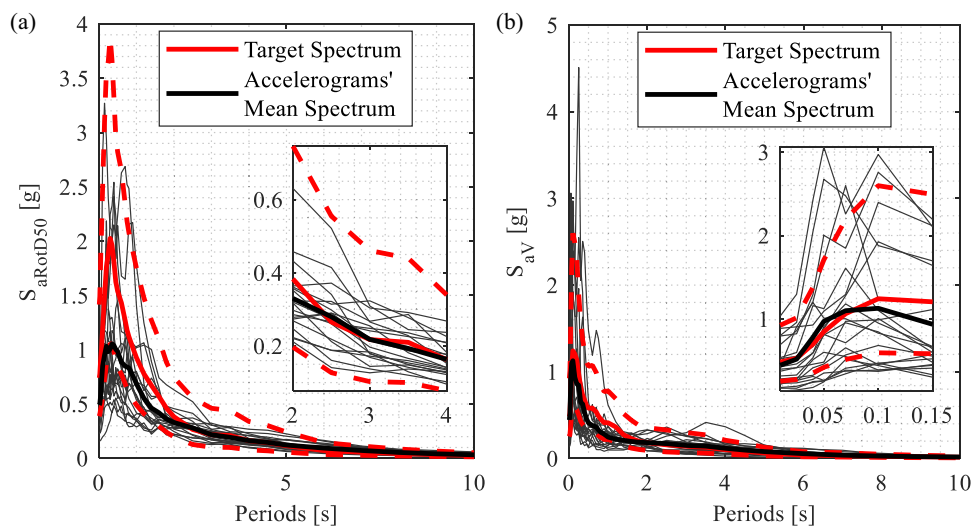 (a)
SaRotD50 [g]
4
3.5
3
2.5
2
1.5
1
0.5
0
Target Spectrum
Accelerograms'
Mean Spectrum
0.6
0.4
0.2
2 3 4
0 5 10
Periods [s]
(b)
SaV [g]
5
4
3
2
1
0
Target Spectrum
Accelerograms'
Mean Spectrum
3
2
1
0.05 0.1 0.15
0 2 4 6 8 10
Periods [s]